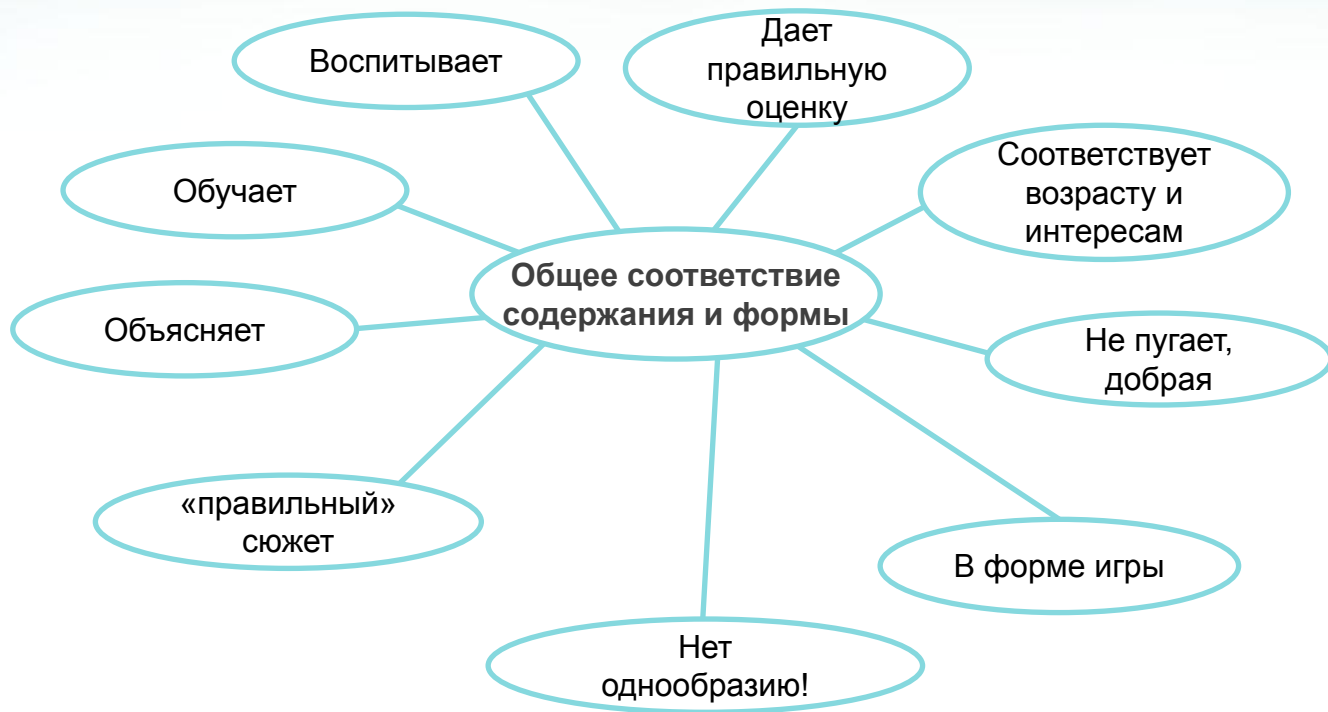 Воспитывает
Дает
правильную
оценку
Обучает
Соответствует
возрасту и
интересам
Общее соответствие
содержания и формы
Объясняет
Не пугает,
добрая
«правильный»
сюжет
В форме игры
Нет
однообразию!